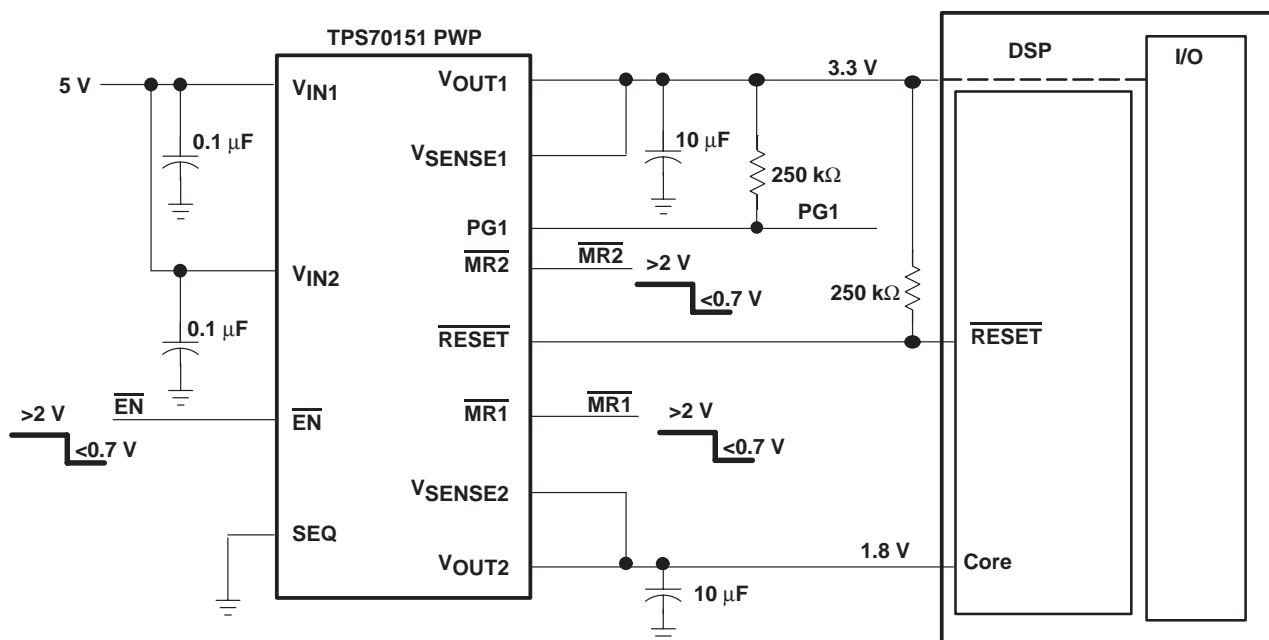 TPS70151 PWP
DSP
I/O
5 V
VIN1
VOUT1
3.3 V
0.1 μF
VSENSE1
10 μF
250 kΩ
PG1
PG1
MR2
MR2
>2 V
<0.7 V
VIN2
250 kΩ
0.1 μF
RESET
RESET
>2 V
<0.7 V
EN
EN
MR1
MR1
>2 V
<0.7 V
VSENSE2
SEQ
VOUT2
1.8 V
Core
10 μF